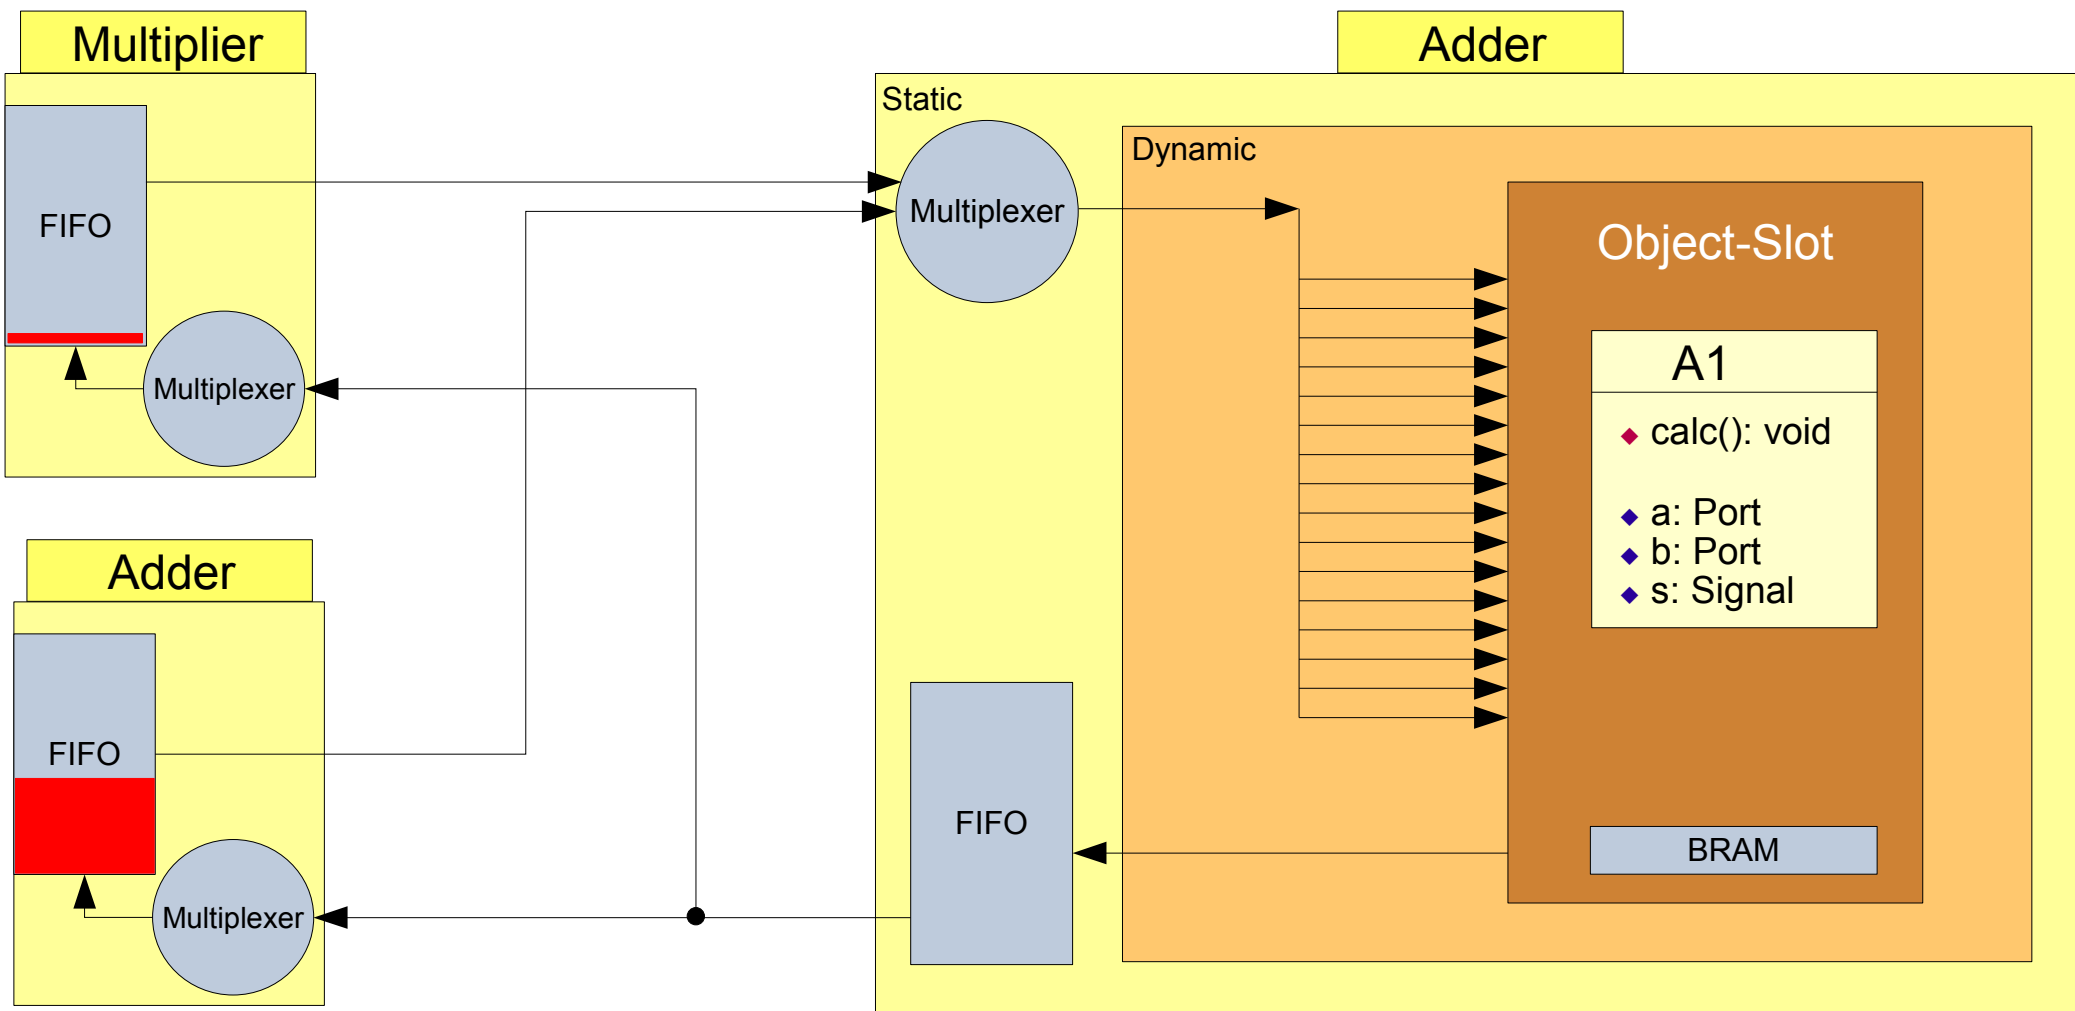 Multiplier
FIFO
Multiplexer
Adder
FIFO
Multiplexer
Adder
Static
Multiplexer
FIFO
Dynamic
Object-Slot
A1
calc(): void
a: Port
b: Port
s: Signal
BRAM